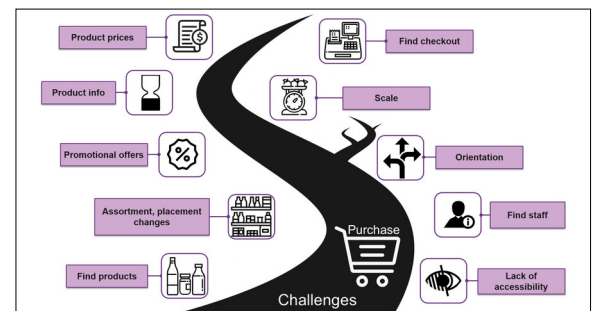 Product prices
Find checkout
Product info
Scale
Promotional offers
Orientation
Assortment, placement
changes
Find staff
Purchase
Find products
Lack of
accessibility
Challenges